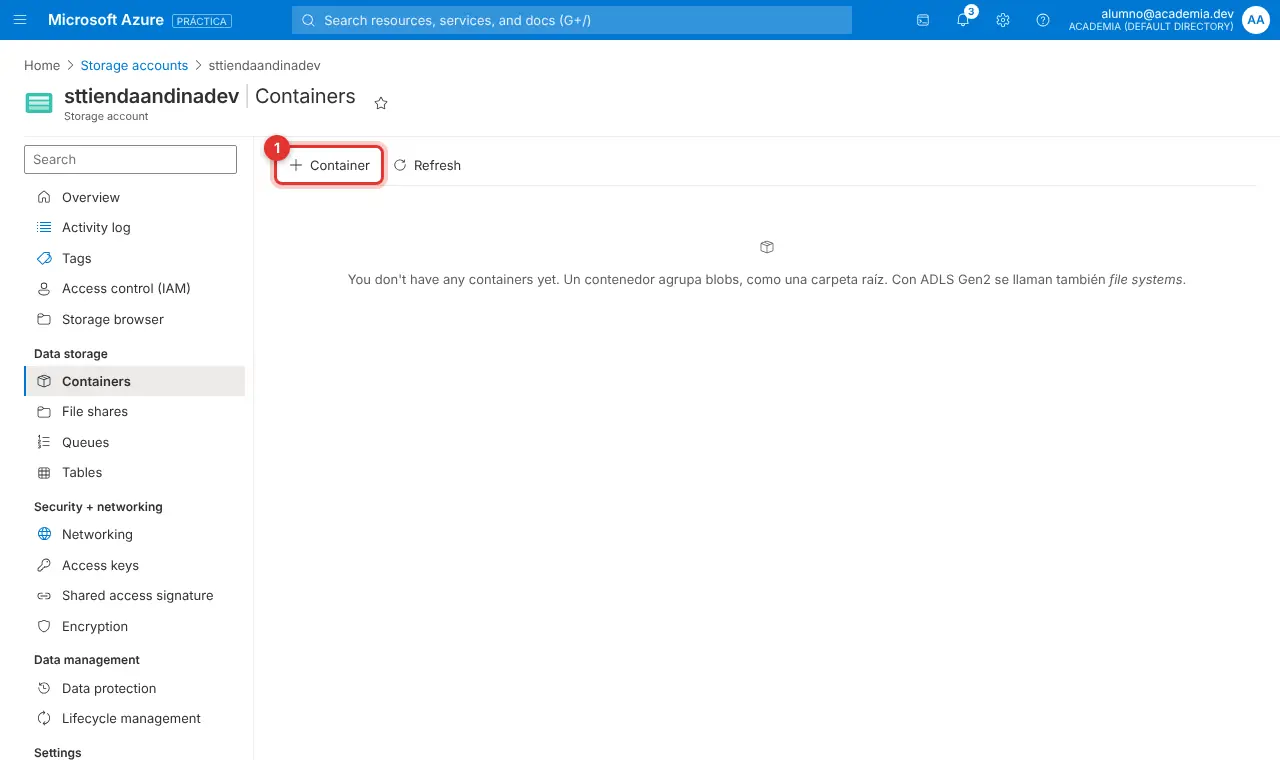 Microsoft Azure PRÁCTICA
Search resources, services, and docs (G+/)
3
alumno@academia.dev
ACADEMIA (DEFAULT DIRECTORY)
AA
Home > Storage accounts > sttiendaandinadev
sttiendaandinadev | Containers
Storage account
Search
Overview
Activity log
Tags
Access control (IAM)
Storage browser
Data storage
Containers
File shares
Queues
Tables
Security + networking
Networking
Access keys
Shared access signature
Encryption
Data management
Data protection
Lifecycle management
Settings
1
+ Container
Refresh
You don't have any containers yet. Un contenedor agrupa blobs, como una carpeta raíz. Con ADLS Gen2 se llaman también file systems.